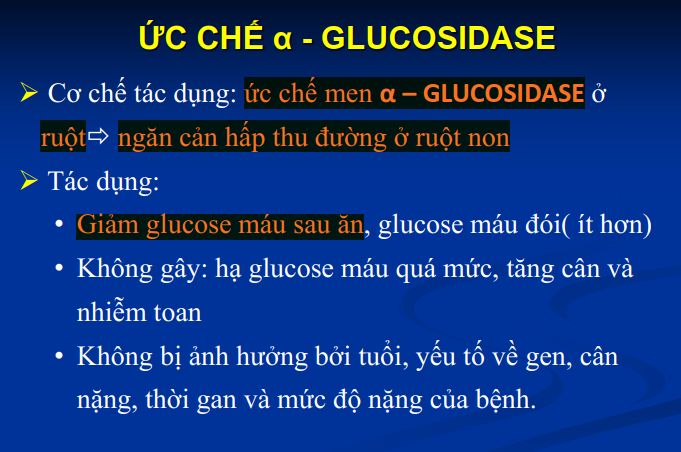 ỨC CHẾ α - GLUCOSIDASE
Cơ chế tác dụng: ức chế men α – GLUCOSIDASE ở
ruột⇨ ngăn cản hấp thu đường ở ruột non
Tác dụng:
• Giảm glucose máu sau ăn, glucose máu đói( ít hơn)
• Không gây: hạ glucose máu quá mức, tăng cân và
nhiễm toan
• Không bị ảnh hưởng bởi tuổi, yếu tố về gen, cân
nặng, thời gan và mức độ nặng của bệnh.